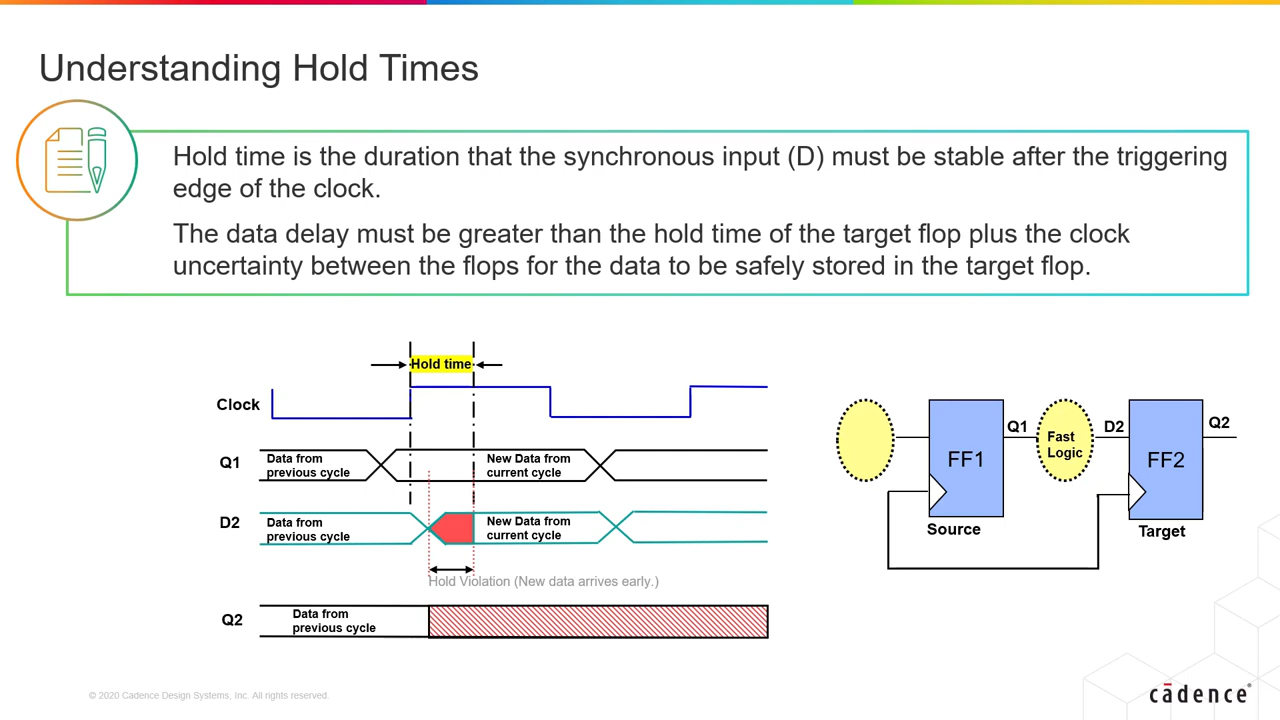 Understanding Hold Times
Hold time is the duration that the synchronous input (D) must be stable after the triggering
edge of the clock.
The data delay must be greater than the hold time of the target flop plus the clock
uncertainty between the flops for the data to be safely stored in the target flop.
Hold time
Clock
Q1
Data from
previous cycle
New Data from
current cycle
D2
Data from
previous cycle
New Data from
current cycle
Hold Violation (New data arrives early.)
Q2
Data from
previous cycle
FF1
Source
Q1
Fast
Logic
D2
FF2
Target
Q2
© 2020 Cadence Design Systems, Inc. All rights reserved.
cādence®